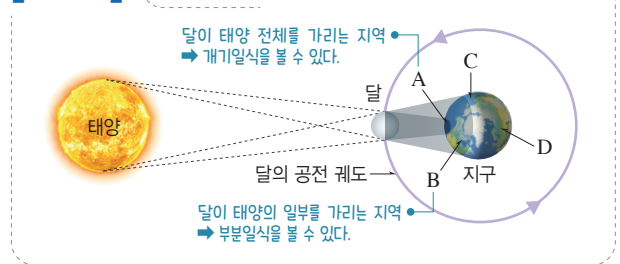 달이 태양 전체를 가리는 지역
➡ 개기일식을 볼 수 있다.
C
A
달
태양
D
달의 공전 궤도
B
지구
달이 태양의 일부를 가리는 지역
➡ 부분일식을 볼 수 있다.